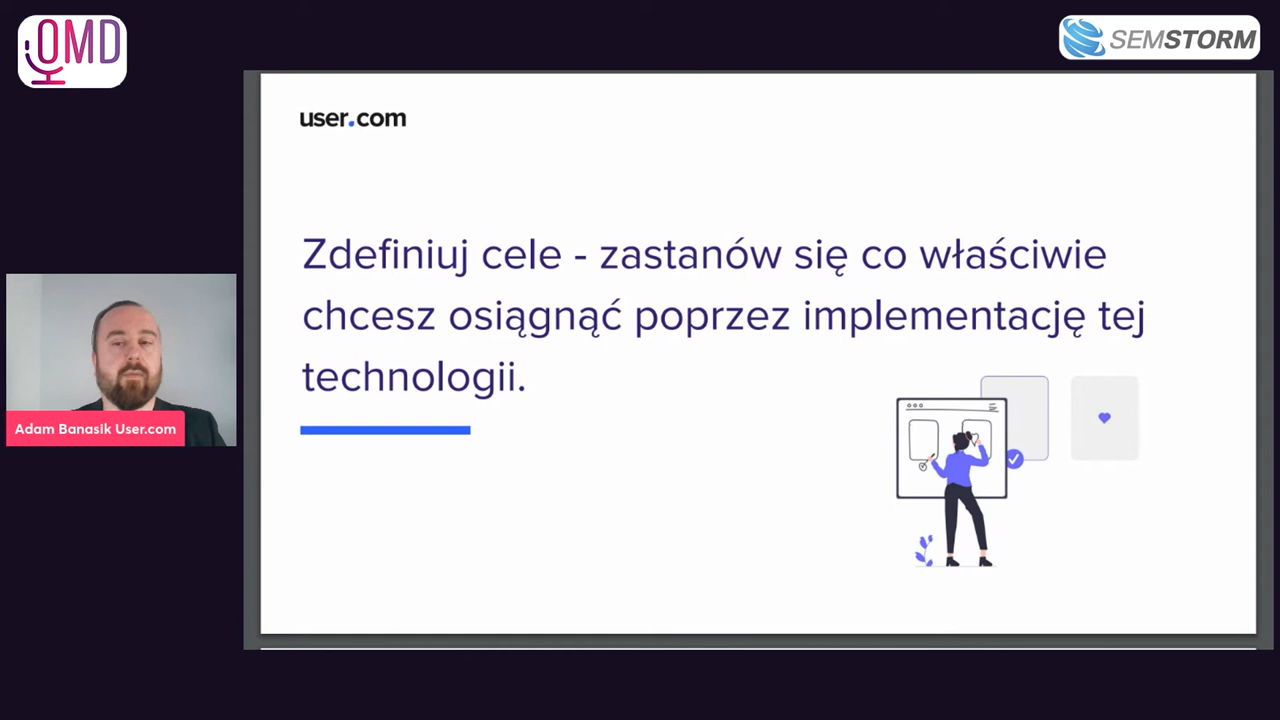 OMD
SEMSTORM
user.com
Zdefiniuj cele - zastanów się co właściwie
chcesz osiągnąć poprzez implementację tej
technologii.
Adam Banasik User.com